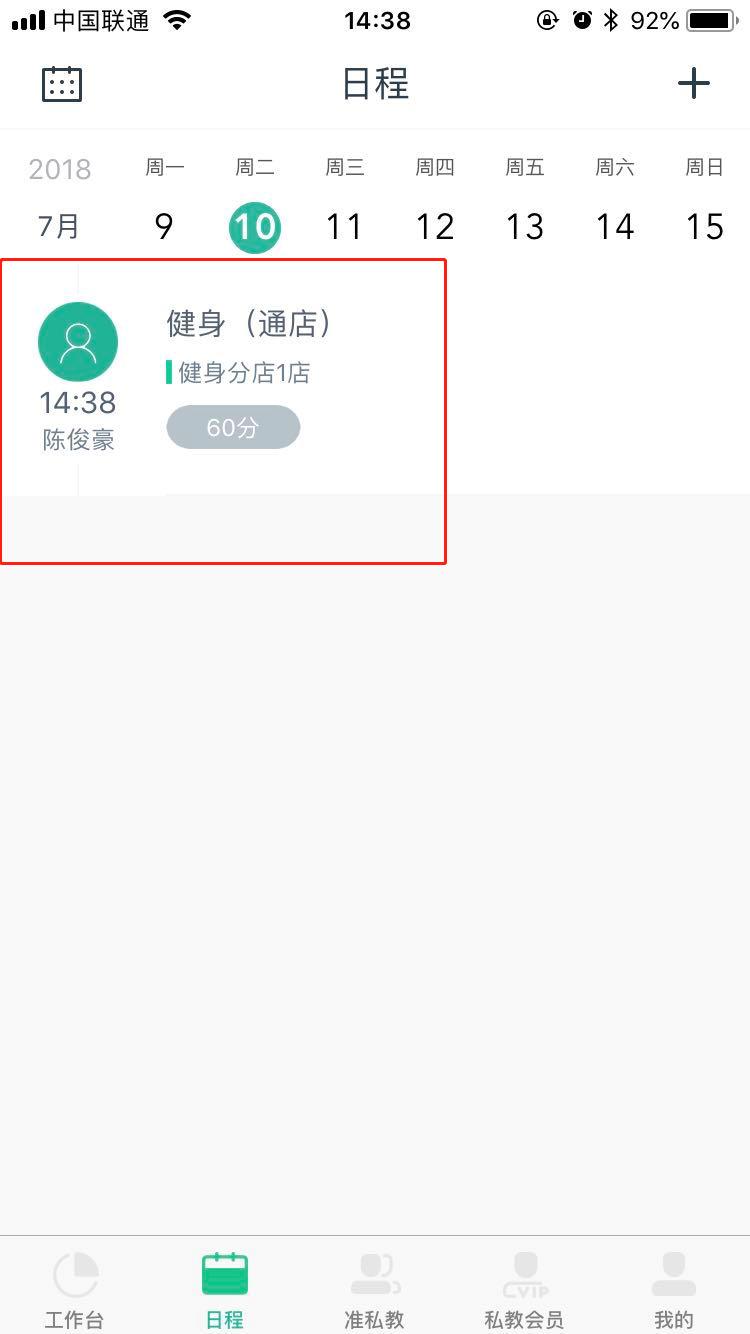 中国联通 14:38 92%
日程
2018 周一 周二 周三 周四 周五 周六 周日
7月 9 10 11 12 13 14 15
健身（通店）
健身分店1店
14:38
陈俊豪
60分
工作台 日程 准私教 私教会员 我的
VIP